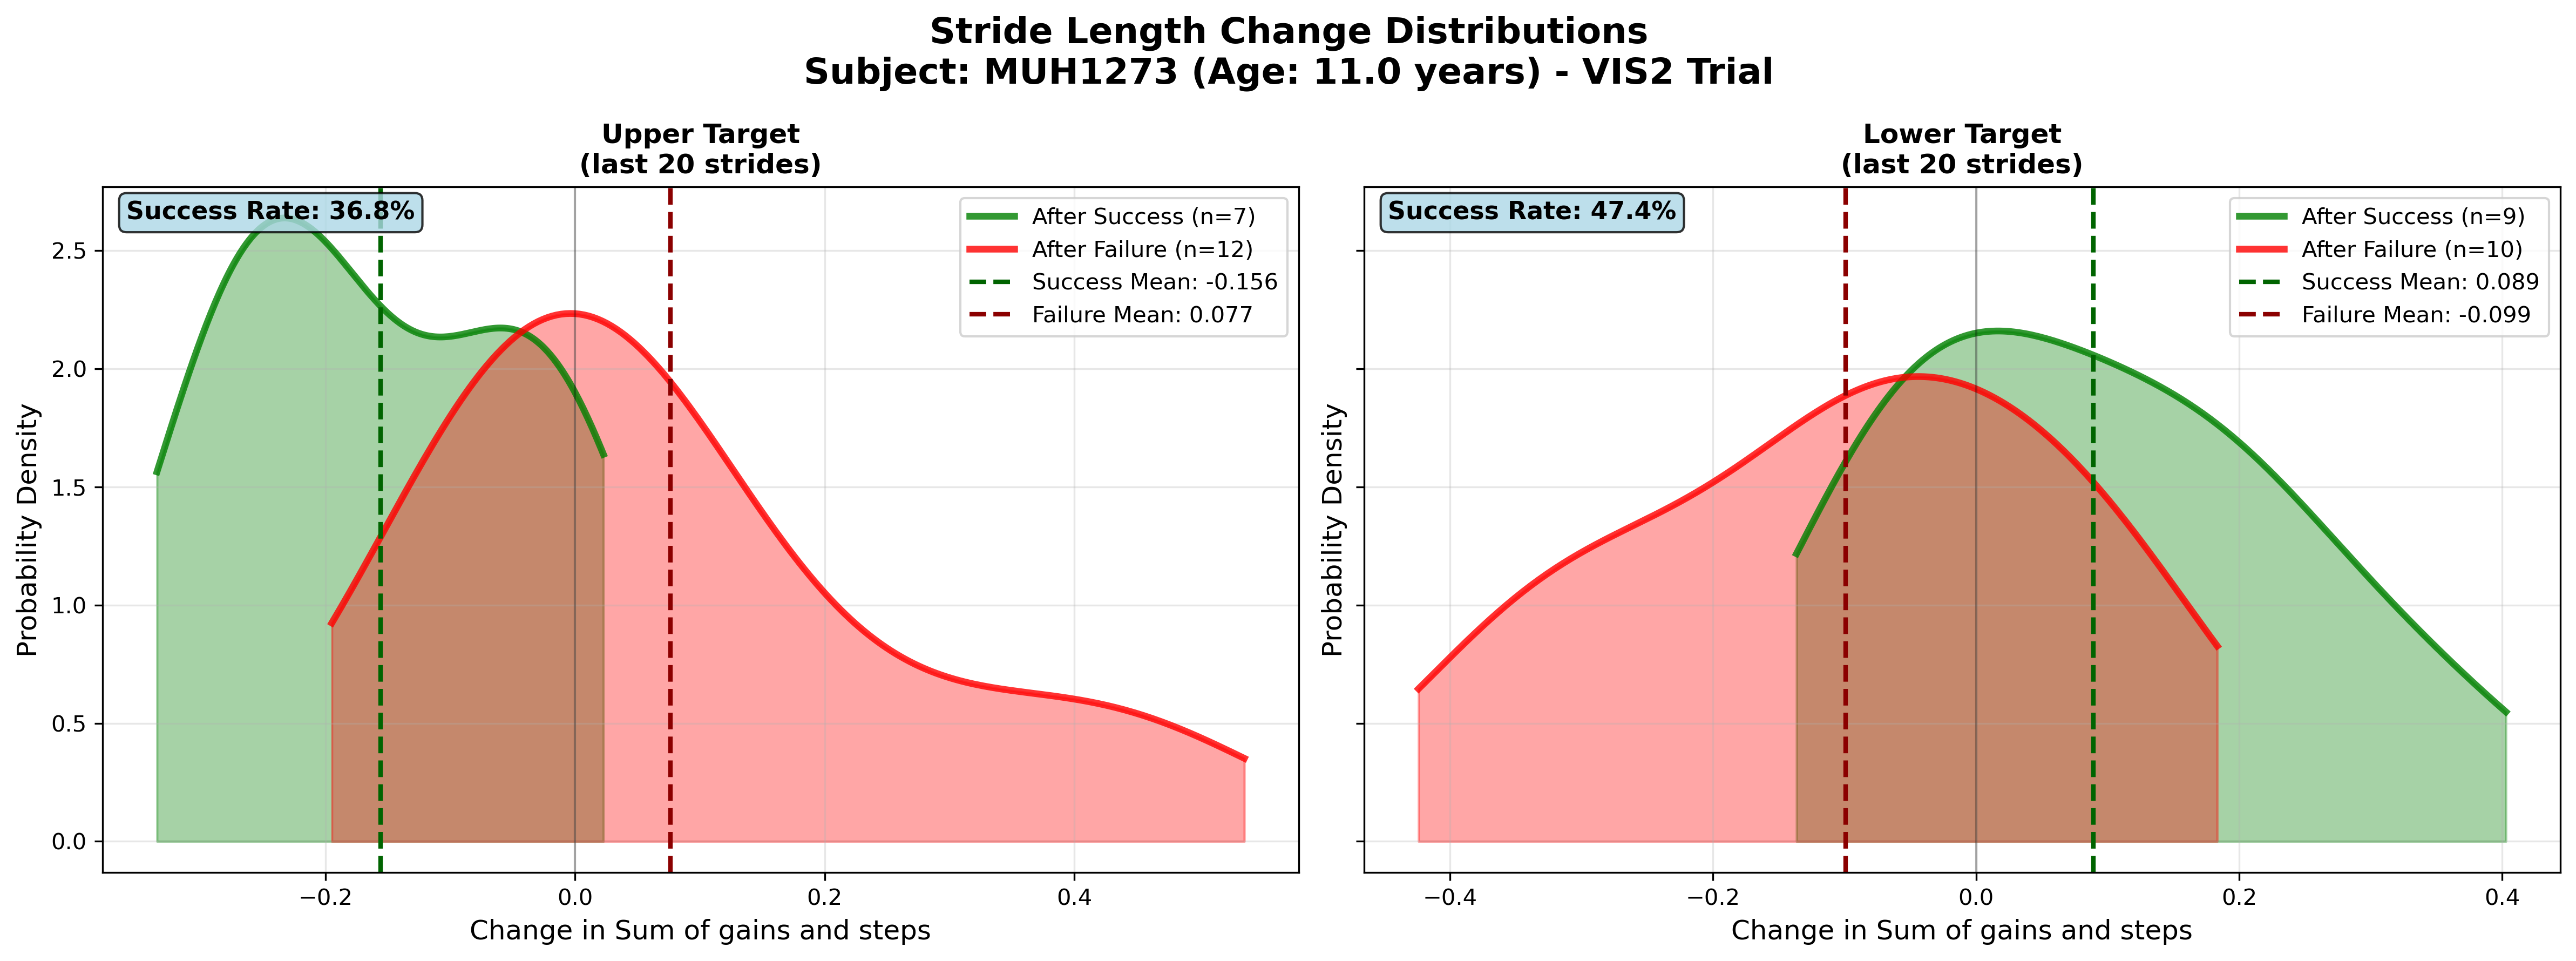 Stride Length Change Distributions
Subject: MUH1273 (Age: 11.0 years) - VIS2 Trial
Upper Target
(last 20 strides)
Success Rate: 36.8%
After Success (n=7)
After Failure (n=12)
Success Mean: -0.156
Failure Mean: 0.077
Probability Density
2.5
2.0
1.5
1.0
0.5
0.0
−0.2
0.0
0.2
0.4
Change in Sum of gains and steps
Lower Target
(last 20 strides)
Success Rate: 47.4%
After Success (n=9)
After Failure (n=10)
Success Mean: 0.089
Failure Mean: -0.099
Probability Density
−0.4
−0.2
0.0
0.2
0.4
Change in Sum of gains and steps